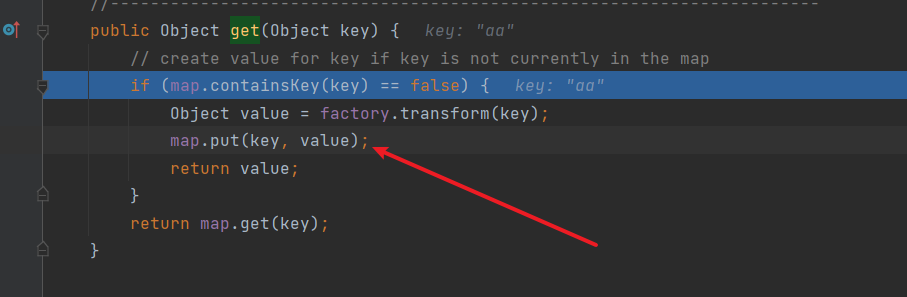 //-----------------------------------------------------------------------
public Object get(Object key) {   key: "aa"
    // create value for key if key is not currently in the map
    if (map.containsKey(key) == false) {   key: "aa"
        Object value = factory.transform(key);
        map.put(key, value);
        return value;
    }
    return map.get(key);
}